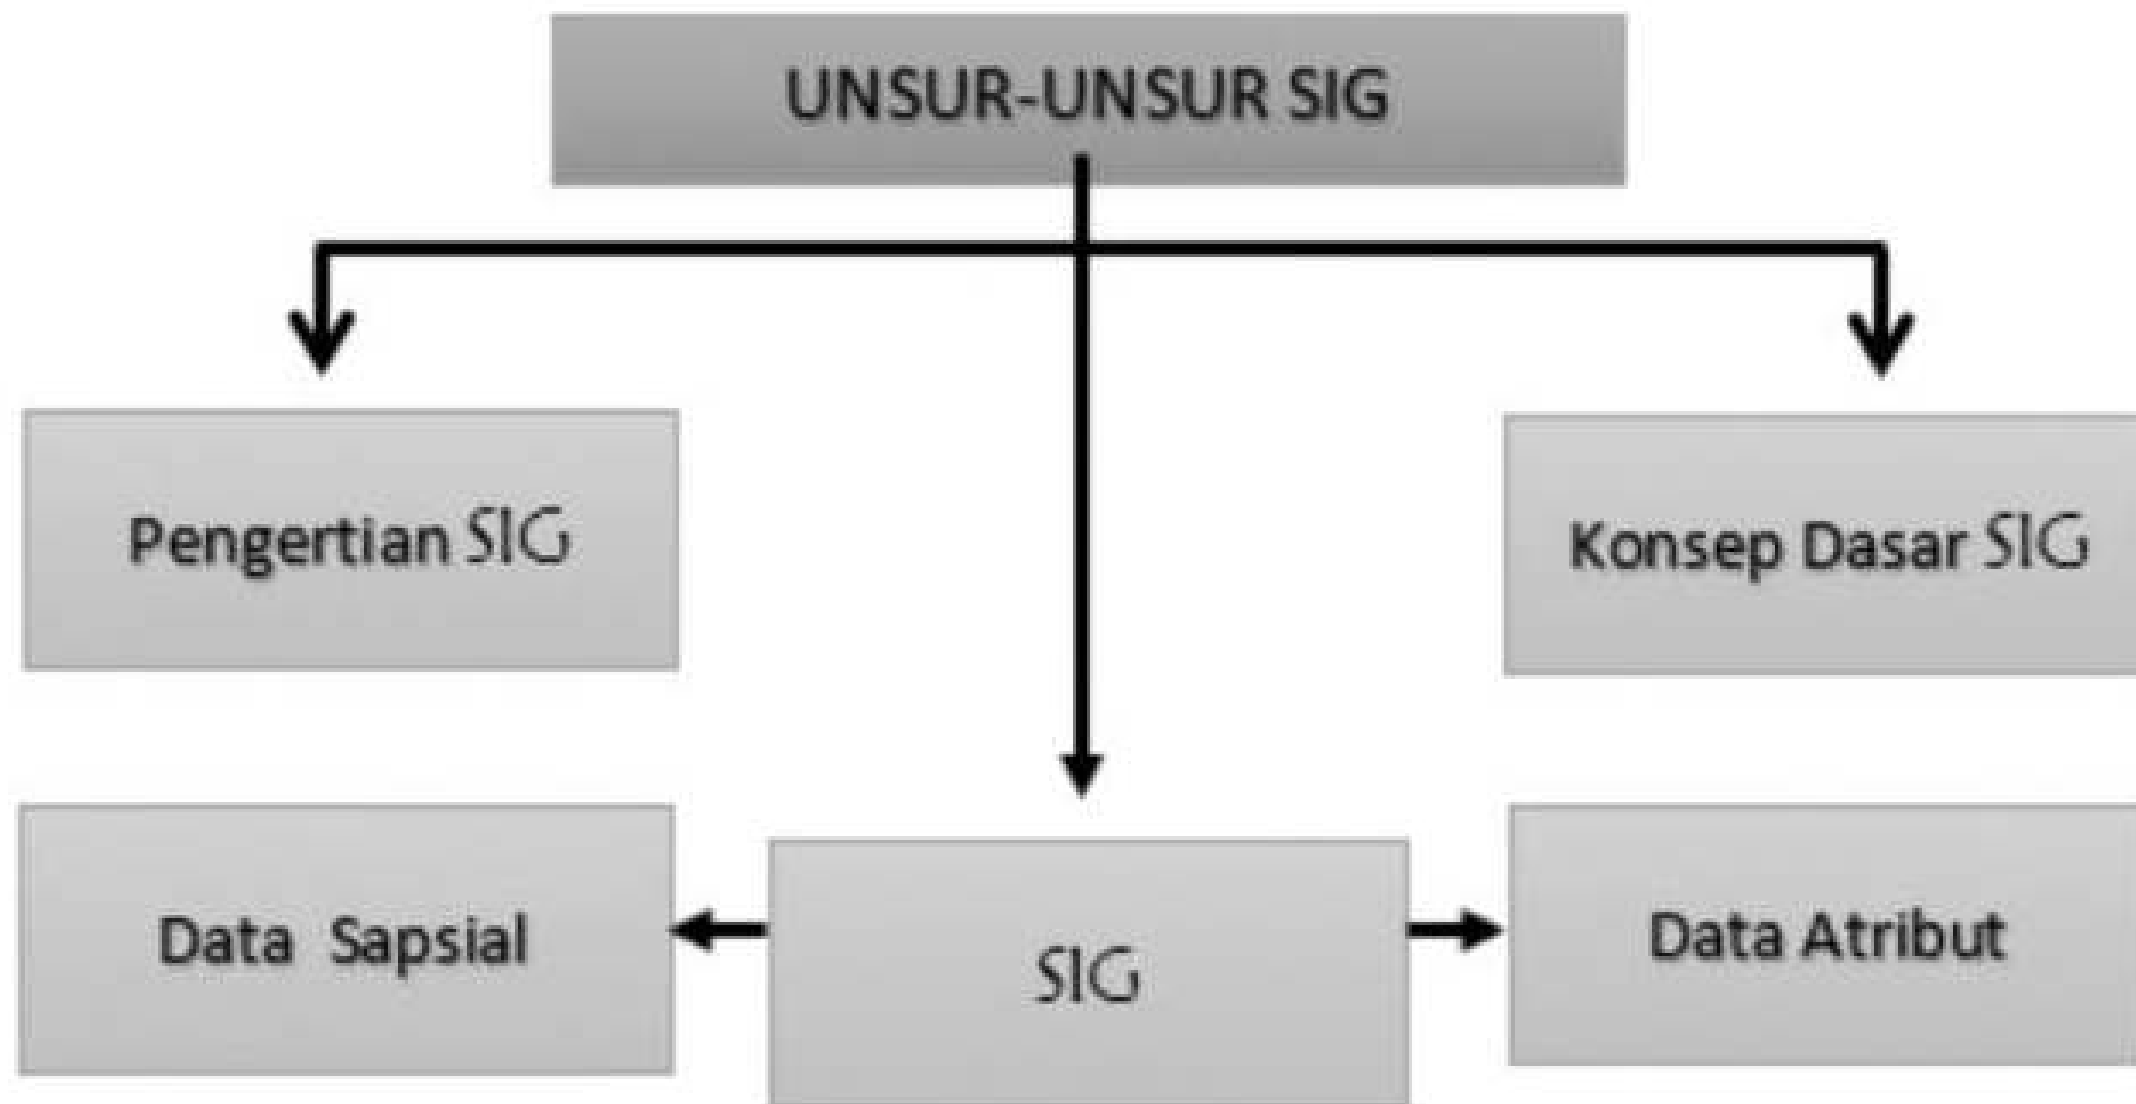 UNSUR-UNSUR SIG
Pengertian SIG
Konsep Dasar SIG
Data Sapsial
SIG
Data Atribut